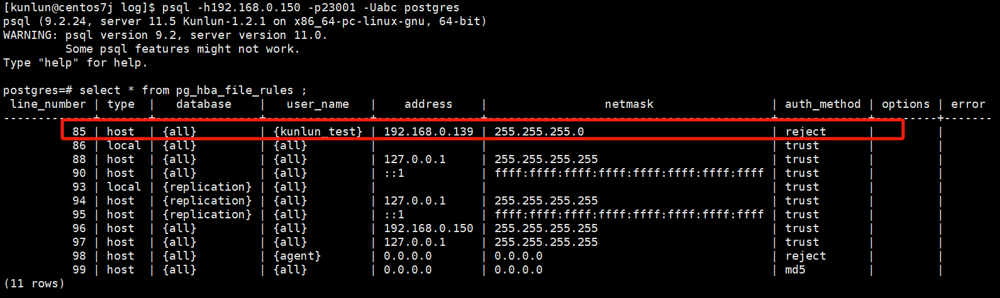 [kunlun@centos7j log]$ psql -h192.168.0.150 -p23001 -Uabc postgres
psql (9.2.24, server 11.5 Kunlun-1.2.1 on x86_64-pc-linux-gnu, 64-bit)
WARNING: psql version 9.2, server version 11.0.
         Some psql features might not work.
Type "help" for help.
postgres=# select * from pg_hba_file_rules ;
 line_number | type  |   database    |  user_name    |    address    |                 netmask                 | auth_method | options | error
-------------+-------+---------------+---------------+---------------+-----------------------------------------+-------------+---------+-------
          85 | host  | {all}         | {kunlun_test} | 192.168.0.139 | 255.255.255.0                           | reject      |         |
          86 | local | {all}         | {all}         |               |                                         | trust       |         |
          88 | host  | {all}         | {all}         | 127.0.0.1     | 255.255.255.255                         | trust       |         |
          90 | host  | {all}         | {all}         | ::1           | ffff:ffff:ffff:ffff:ffff:ffff:ffff:ffff | trust       |         |
          93 | local | {replication} | {all}         |               |                                         | trust       |         |
          94 | host  | {replication} | {all}         | 127.0.0.1     | 255.255.255.255                         | trust       |         |
          95 | host  | {replication} | {all}         | ::1           | ffff:ffff:ffff:ffff:ffff:ffff:ffff:ffff | trust       |         |
          96 | host  | {all}         | {all}         | 192.168.0.150 | 255.255.255.255                         | trust       |         |
          97 | host  | {all}         | {all}         | 127.0.0.1     | 255.255.255.255                         | trust       |         |
          98 | host  | {all}         | {agent}       | 0.0.0.0       | 0.0.0.0                                 | reject      |         |
          99 | host  | {all}         | {all}         | 0.0.0.0       | 0.0.0.0                                 | md5         |         |
(11 rows)